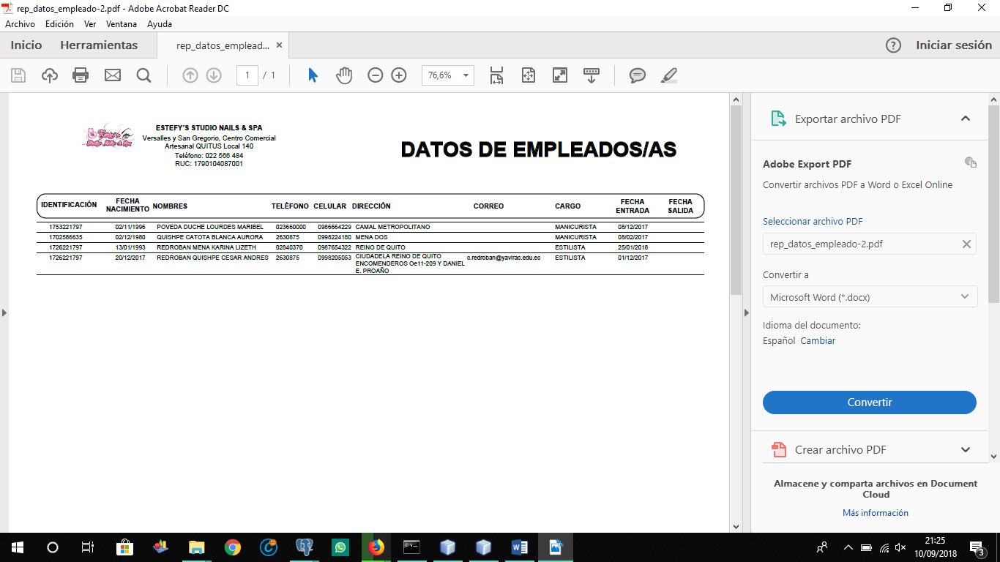 rep_datos_empleado-2.pdf - Adobe Acrobat Reader DC
Archivo Edición Ver Ventana Ayuda
Inicio Herramientas rep_datos_emplead... × Iniciar sesión
1 / 1 76,6%
ESTEFY'S STUDIO NAILS & SPA
Versalles y San Gregorio, Centro Comercial
Artesanal QUITUS Local 140
Teléfono: 022 566 484
RUC: 1790104087001
DATOS DE EMPLEADOS/AS
IDENTIFICACIÓN FECHA NACIMIENTO NOMBRES TELÈFONO CELULAR DIRECCIÓN CORREO CARGO FECHA ENTRADA FECHA SALIDA
1753221797 02/11/1996 POVEDA DUCHE LOURDES MARIBEL 023660000 0986664229 CAMAL METROPOLITANO MANICURISTA 08/12/2017
1702586635 02/12/1980 QUISHPE CATOTA BLANCA AURORA 2630875 0998224180 MENA DOS MANICURISTA 08/02/2017
1726221797 13/01/1993 REDROBAN MENA KARINA LIZETH 02840370 0987654322 REINO DE QUITO ESTILISTA 25/01/2018
1726221797 20/12/2017 REDROBAN QUISHPE CESAR ANDRES 2630875 0998205053 CIUDADELA REINO DE QUITO c.redroban@yavirac.edu.ec ESTILISTA 01/12/2017
ENCOMENDEROS Oe11-209 Y DANIEL
E. PROAÑO
Exportar archivo PDF
Adobe Export PDF
Convertir archivos PDF a Word o Excel Online
Seleccionar archivo PDF
rep_datos_empleado-2.pdf
Convertir a
Microsoft Word (*.docx)
Idioma del documento:
Español Cambiar
Convertir
Crear archivo PDF
Almacene y comparta archivos en Document
Cloud
Más información
21:25
10/09/2018
3